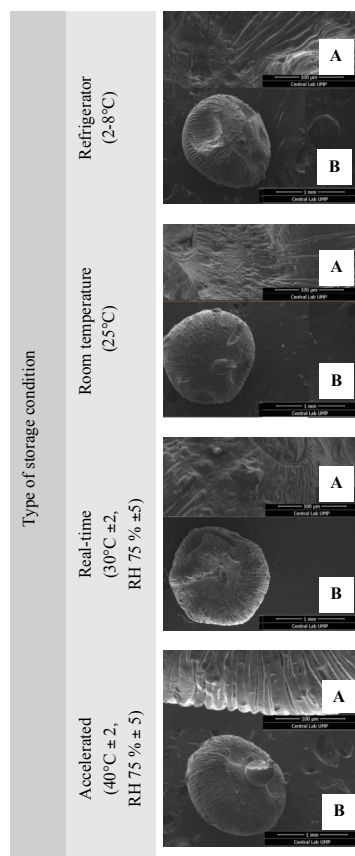 Type of storage condition
Refrigerator
(2-8°C)
A
100 μm
Central Lab UMP
B
1 mm
Central Lab UMP
Room temperature
(25°C)
A
100 μm
Central Lab UMP
B
1 mm
Central Lab UMP
Real-time
(30°C ±2,
RH 75 % ±5)
A
100 μm
Central Lab UMP
B
1 mm
Central Lab UMP
Accelerated
(40°C ± 2,
RH 75 % ± 5)
A
100 μm
Central Lab UMP
B
1 mm
Central Lab UMP